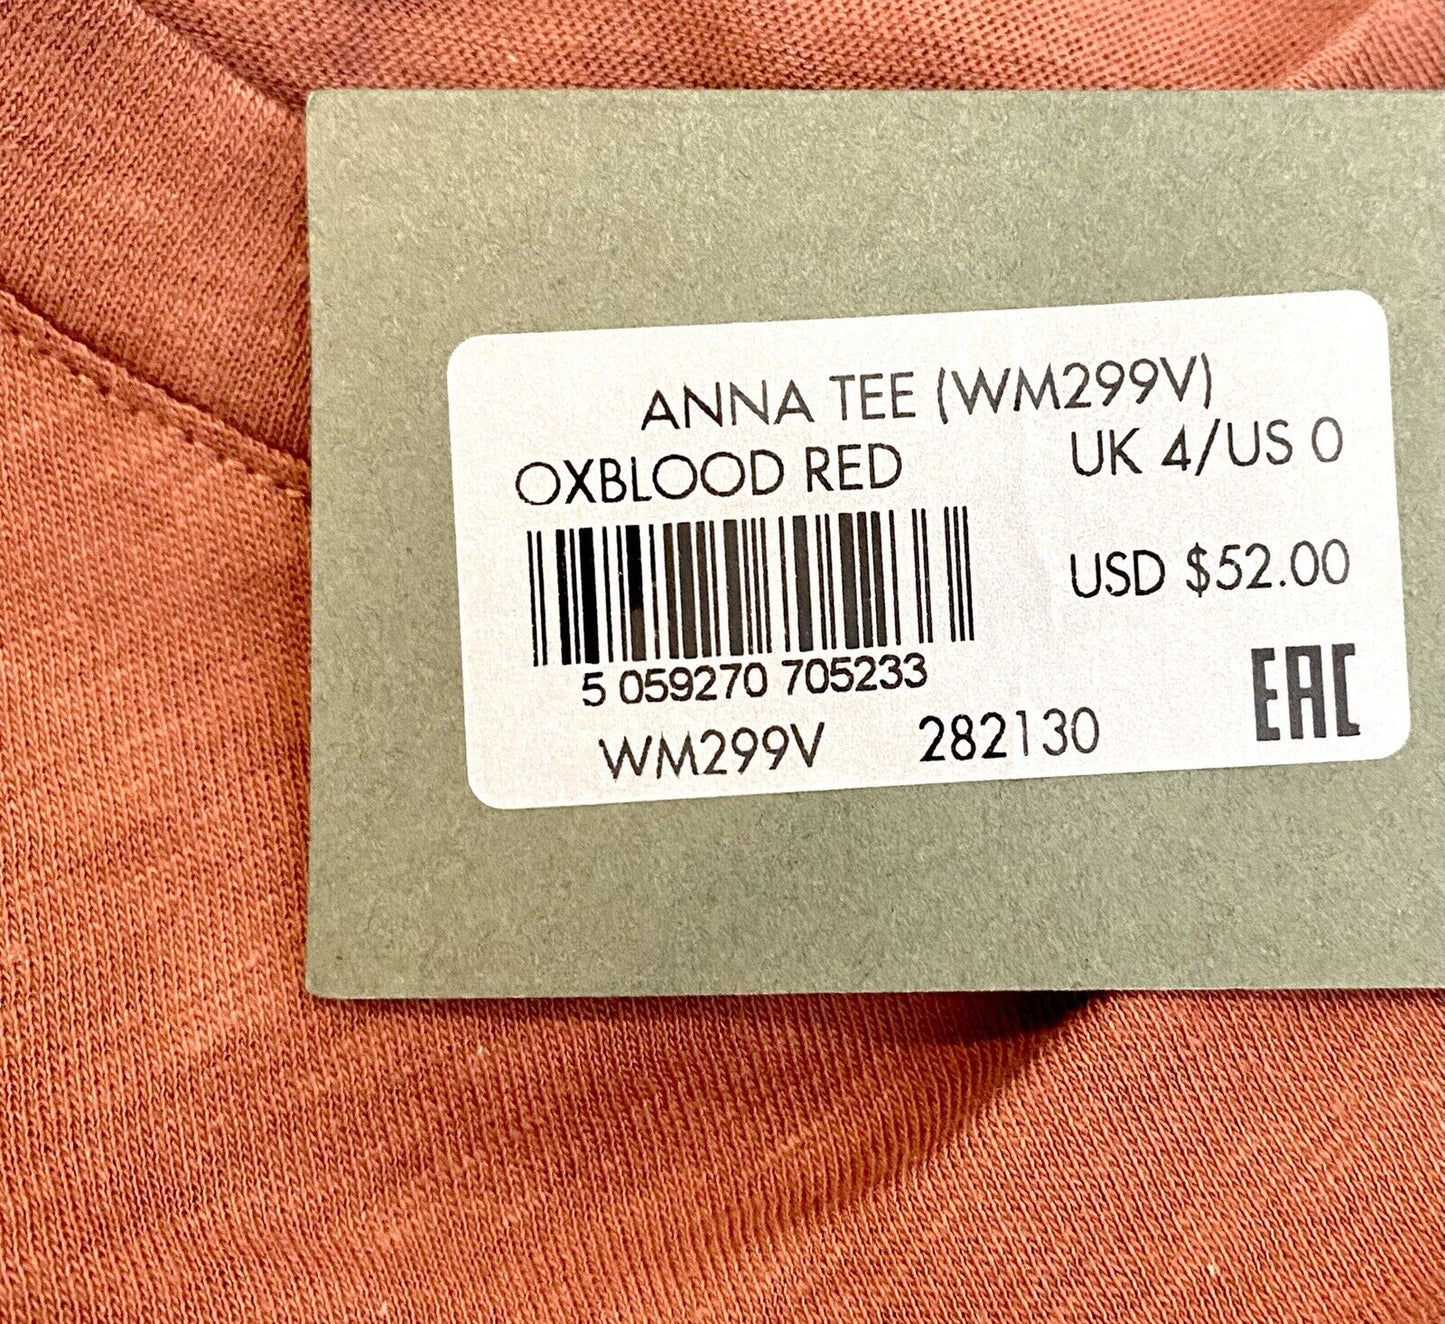 ANNA TEE (WM299V)
OXBLOOD RED UK 4/US 0
USD $52.00
5 059270 705233
WM299V 282130 EAC